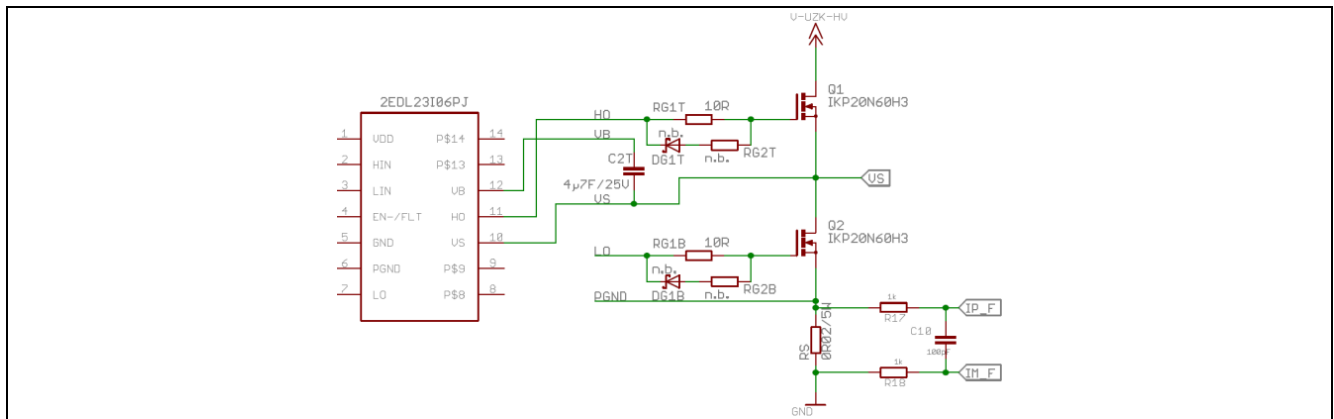 V-UZK-HV
2EDL23I06PJ
1 VDD P$14 14
2 HIN P$13 13
3 LIN VB 12
4 EN-/FLT HO 11
5 GND VS 10
6 PGND P$9 9
7 LO P$8 8
HO
VB
VS
C2T
4µ7F/25V
RG1T 10R
n.b.
DG1T
n.b.
RG2T
Q1
IKP20N60H3
VS
Q2
IKP20N60H3
LO
RG1B 10R
n.b.
DG1B
n.b.
RG2B
PGND
RS
0R02/5W
1k
R17
IP_F
C10
100pF
1k
R18
IM_F
GND